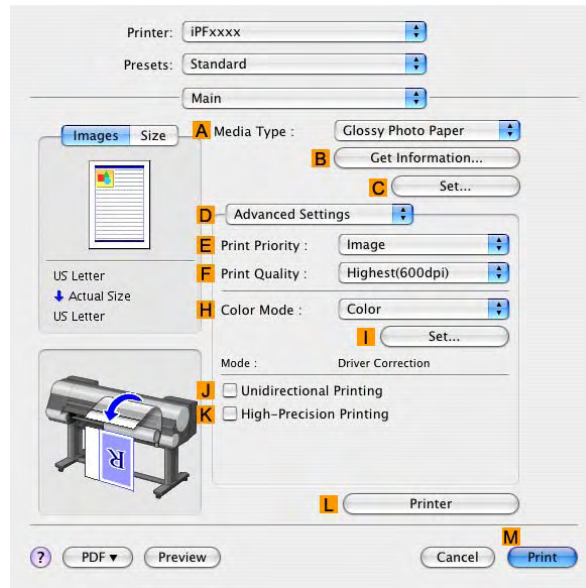 Printer: iPFxxxx
Presets: Standard
Main
Images Size
A Media Type : Glossy Photo Paper
B Get Information...
C Set...
D Advanced Settings
E Print Priority : Image
F Print Quality : Highest(600dpi)
H Color Mode : Color
I Set...
Mode : Driver Correction
J Unidirectional Printing
K High-Precision Printing
US Letter
Actual Size
US Letter
R
L Printer
M
? PDF Preview Cancel Print